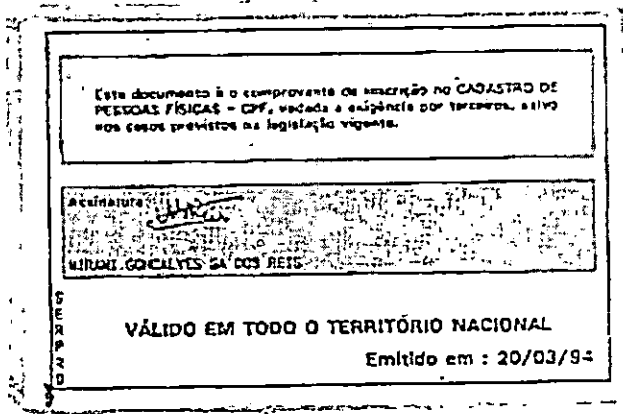 Este documento é o comprovante de inscrição no CADASTRO DE
PESSOAS FÍSICAS - CPF, vedada a exigência por terceiros, salvo
nos casos previstos na legislação vigente.
Assinatura
GONCALVES SA DOS REIS
SERPRO
VÁLIDO EM TODO O TERRITÓRIO NACIONAL
Emitido em : 20/03/94